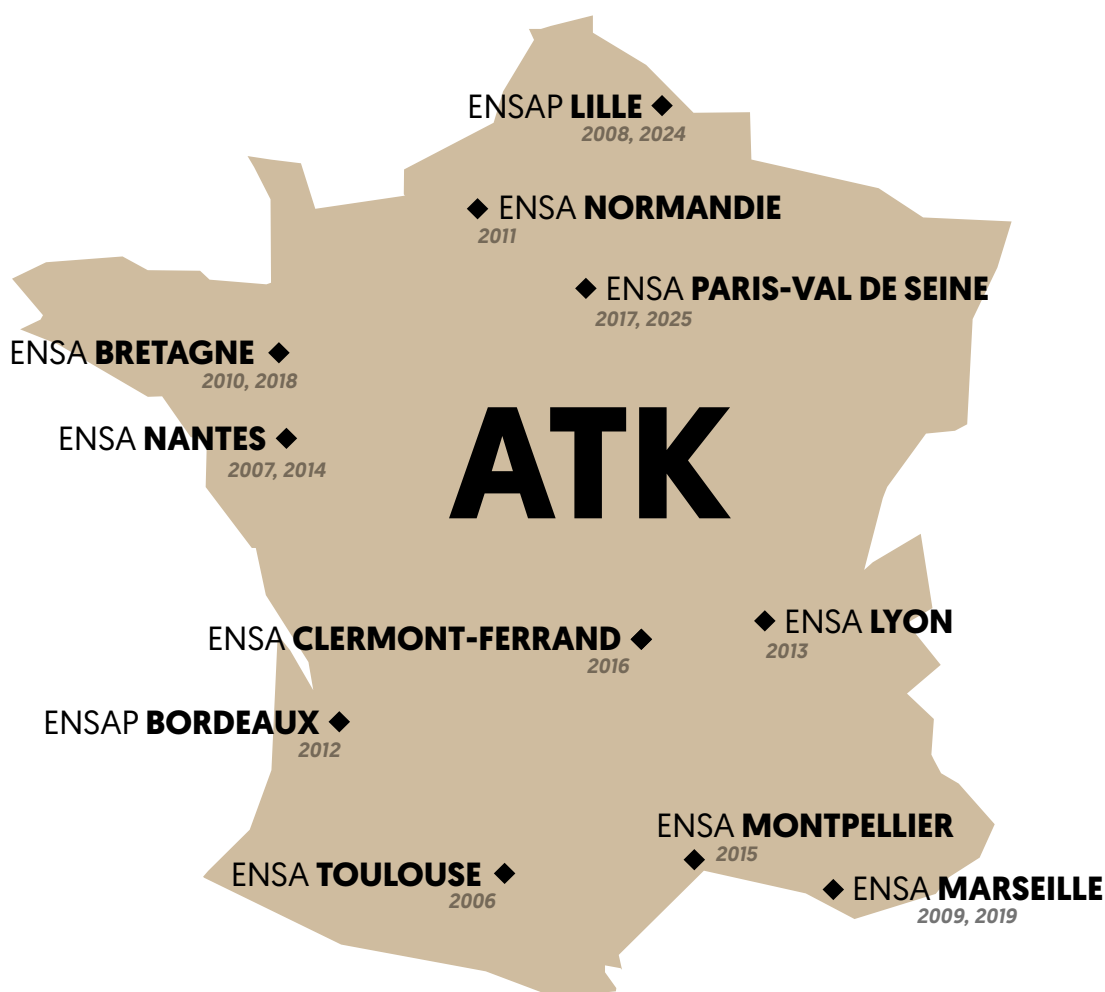 ENSAP LILLE
2008, 2024
ENSA NORMANDIE
2011
ENSA PARIS-VAL DE SEINE
2017, 2025
ENSA BRETAGNE
2010, 2018
ENSA NANTES
2007, 2014
ATK
ENSA LYON
2013
ENSA CLERMONT-FERRAND
2016
ENSAP BORDEAUX
2012
ENSA MONTPELLIER
2015
ENSA TOULOUSE
2006
ENSA MARSEILLE
2009, 2019